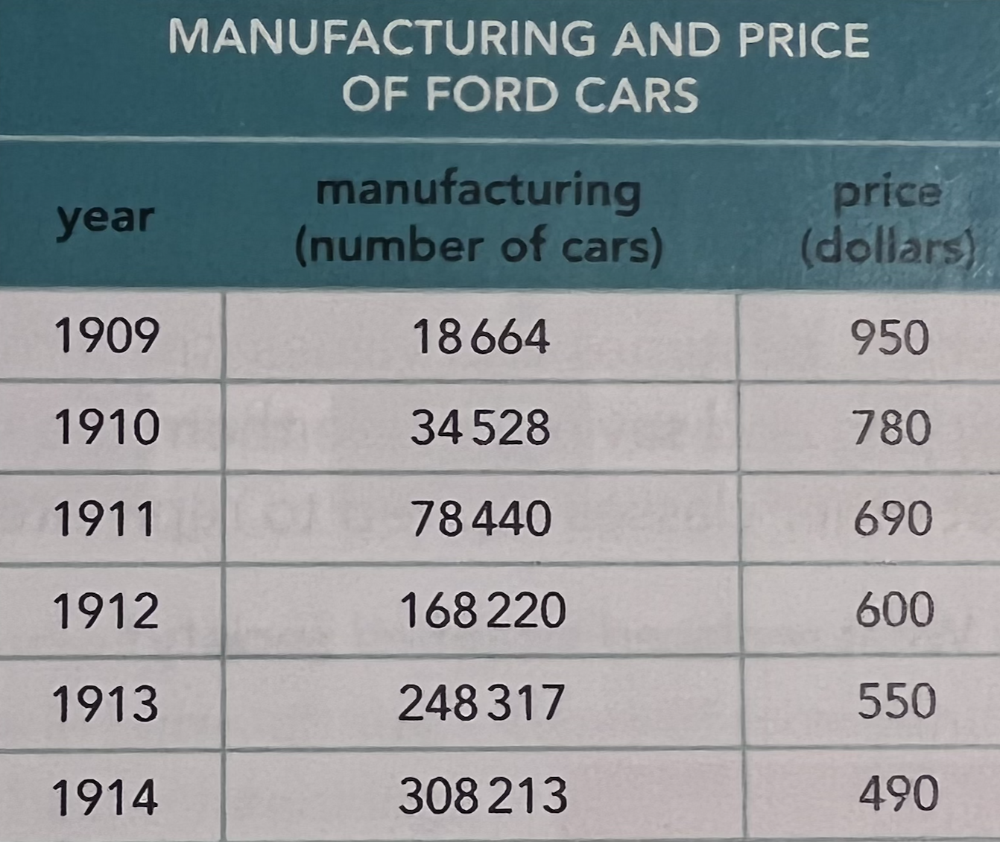 MANUFACTURING AND PRICE
OF FORD CARS
year manufacturing (number of cars) price (dollars)
1909 18 664 950
1910 34 528 780
1911 78 440 690
1912 168 220 600
1913 248 317 550
1914 308 213 490